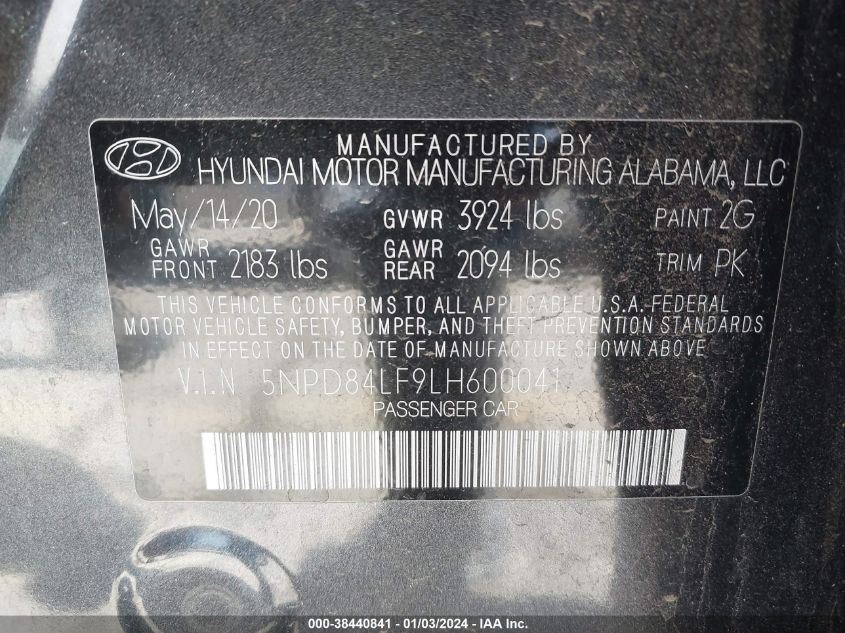 MANUFACTURED BY
HYUNDAI MOTOR MANUFACTURING ALABAMA, LLC
May/14/20 GVWR 3924 lbs PAINT 2G
GAWR FRONT 2183 lbs GAWR REAR 2094 lbs TRIM PK
THIS VEHICLE CONFORMS TO ALL APPLICABLE U.S.A. FEDERAL
MOTOR VEHICLE SAFETY, BUMPER, AND THEFT PREVENTION STANDARDS
IN EFFECT ON THE DATE OF MANUFACTURE SHOWN ABOVE.
V.I.N 5NPD84LF9LH600041
PASSENGER CAR
000-38440841 - 01/03/2024 - IAA Inc.